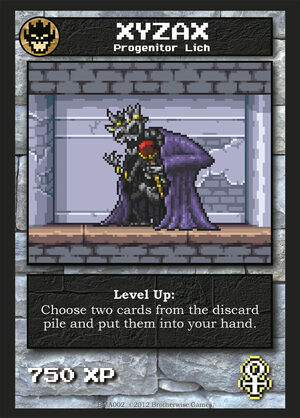 XYZAX
Progenitor Lich
Level Up:
Choose two cards from the discard
pile and put them into your hand.
750 XP
©2012 Brotherwise Games.